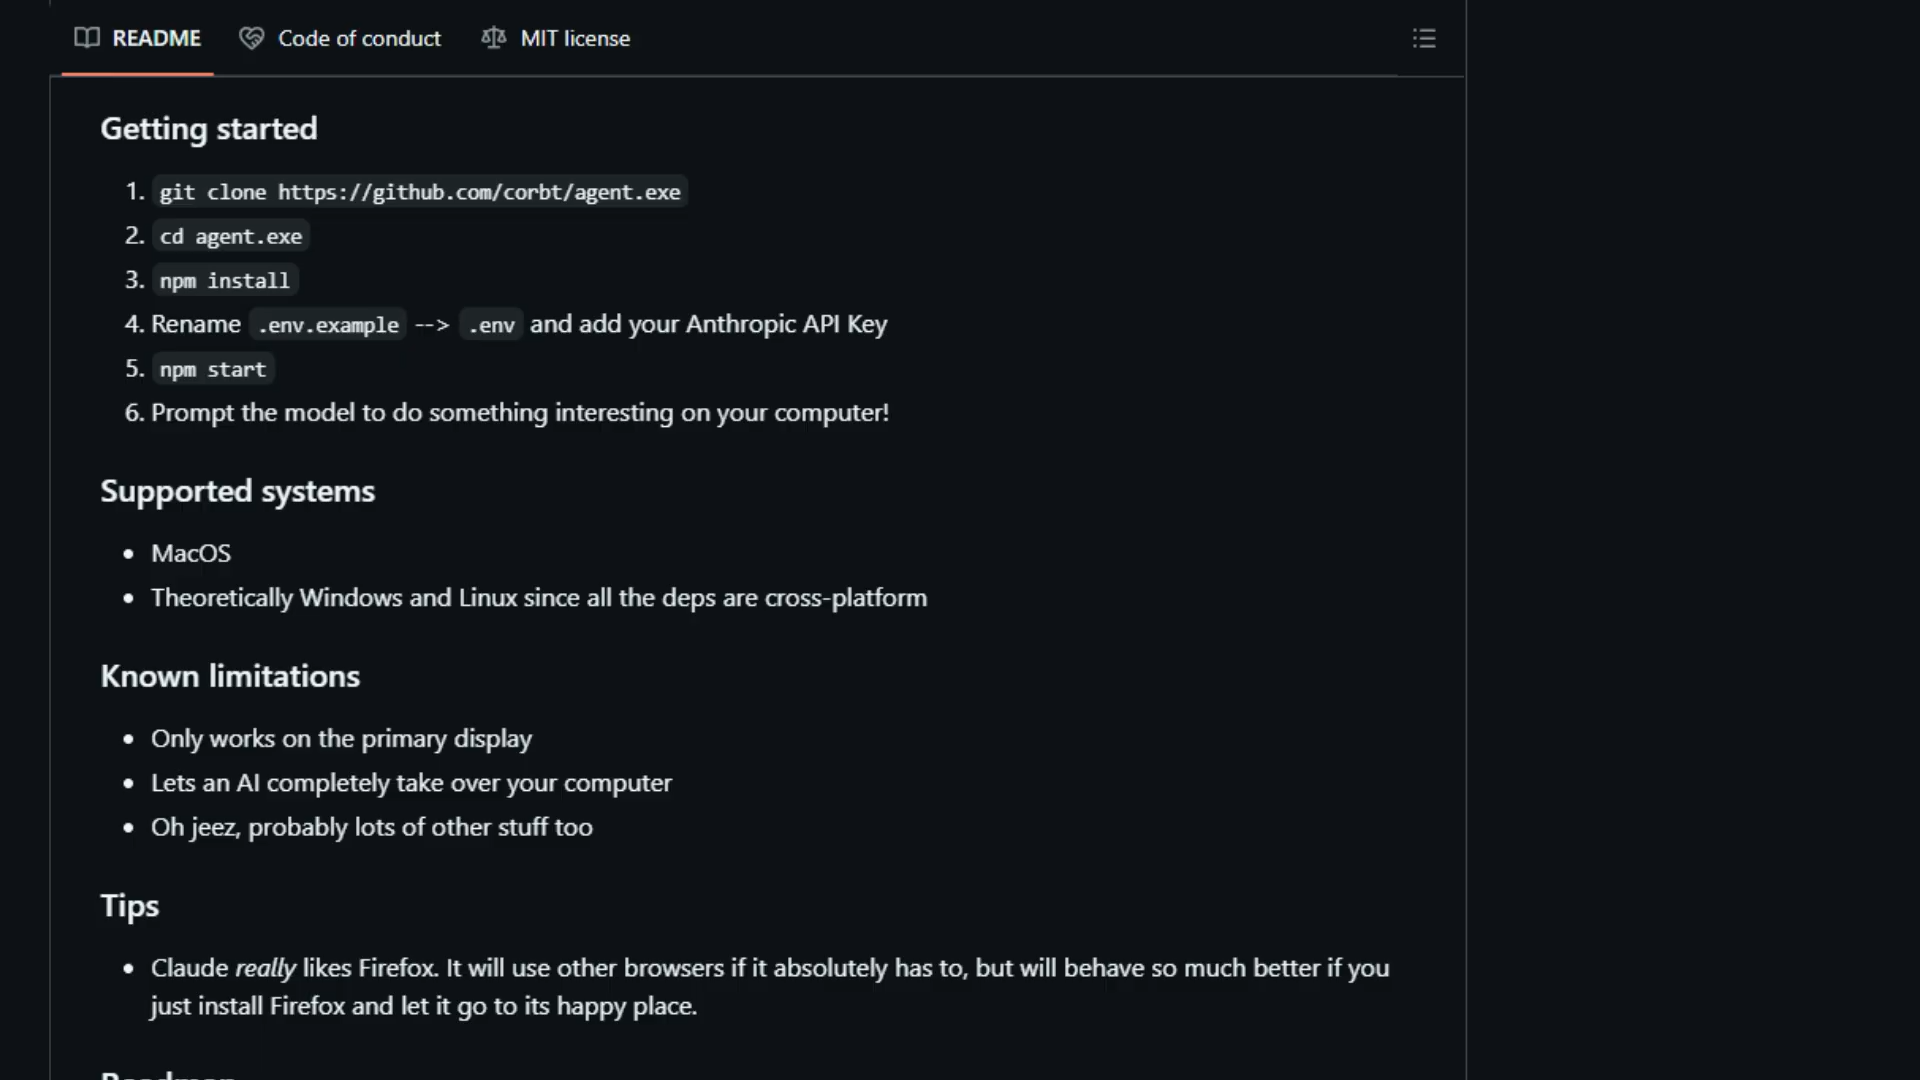 README
Code of conduct
MIT license
Getting started
1. git clone https://github.com/corbt/agent.exe
2. cd agent.exe
3. npm install
4. Rename .env.example --> .env and add your Anthropic API Key
5. npm start
6. Prompt the model to do something interesting on your computer!
Supported systems
• MacOS
• Theoretically Windows and Linux since all the deps are cross-platform
Known limitations
• Only works on the primary display
• Lets an AI completely take over your computer
• Oh jeez, probably lots of other stuff too
Tips
• Claude really likes Firefox. It will use other browsers if it absolutely has to, but will behave so much better if you
just install Firefox and let it go to its happy place.